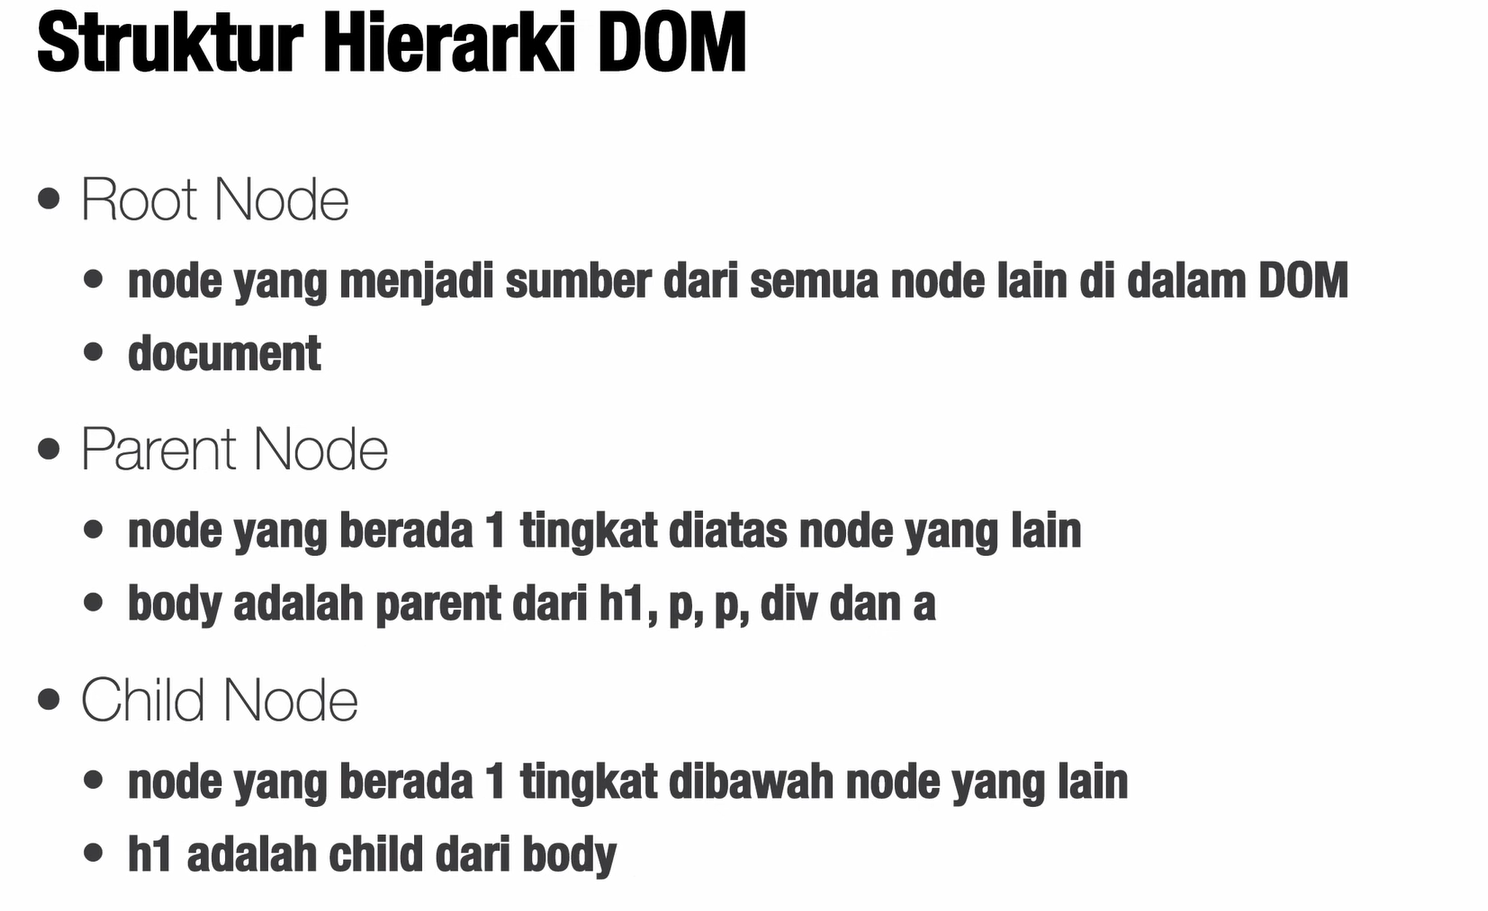 Struktur Hierarki DOM
• Root Node
• node yang menjadi sumber dari semua node lain di dalam DOM
• document
• Parent Node
• node yang berada 1 tingkat diatas node yang lain
• body adalah parent dari h1, p, p, div dan a
• Child Node
• node yang berada 1 tingkat dibawah node yang lain
• h1 adalah child dari body